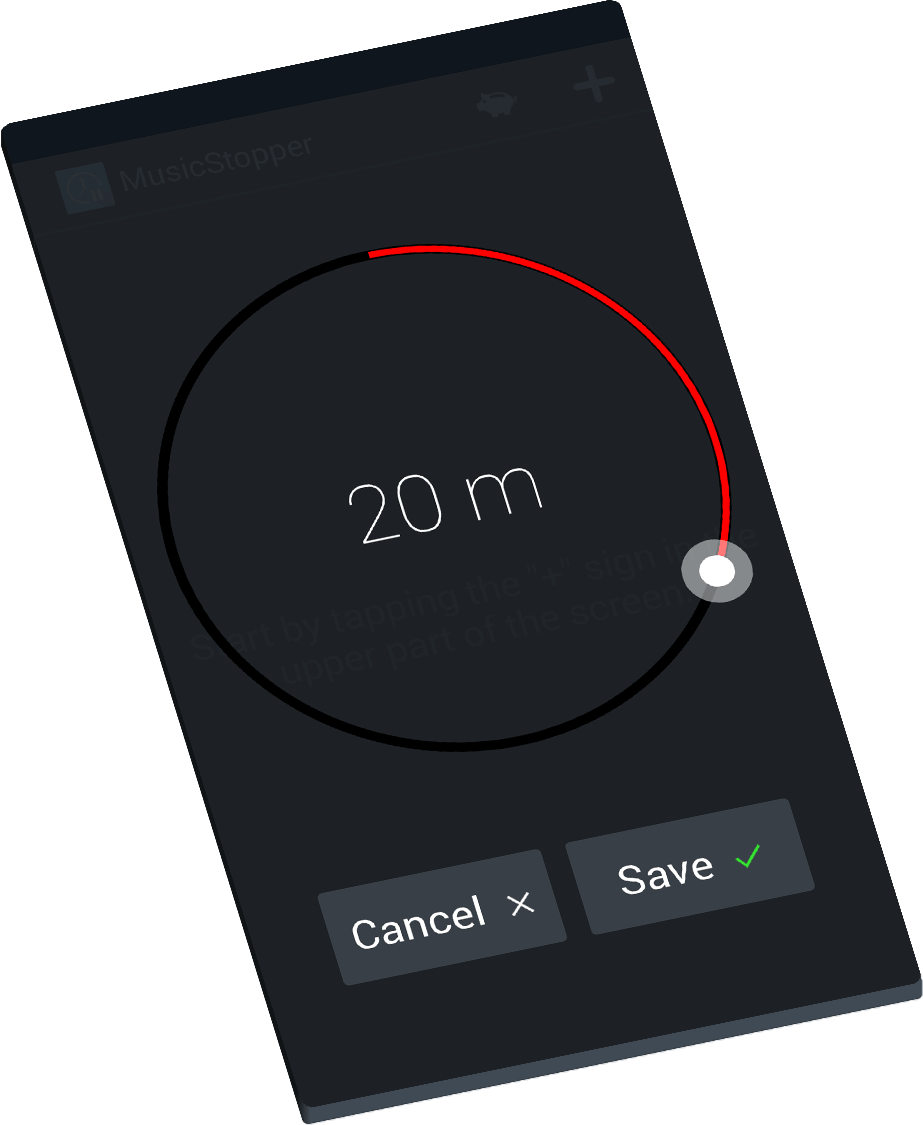 MusicStopper
20 m
Start by tapping the "+" sign in the
upper part of the screen.
Cancel
Save